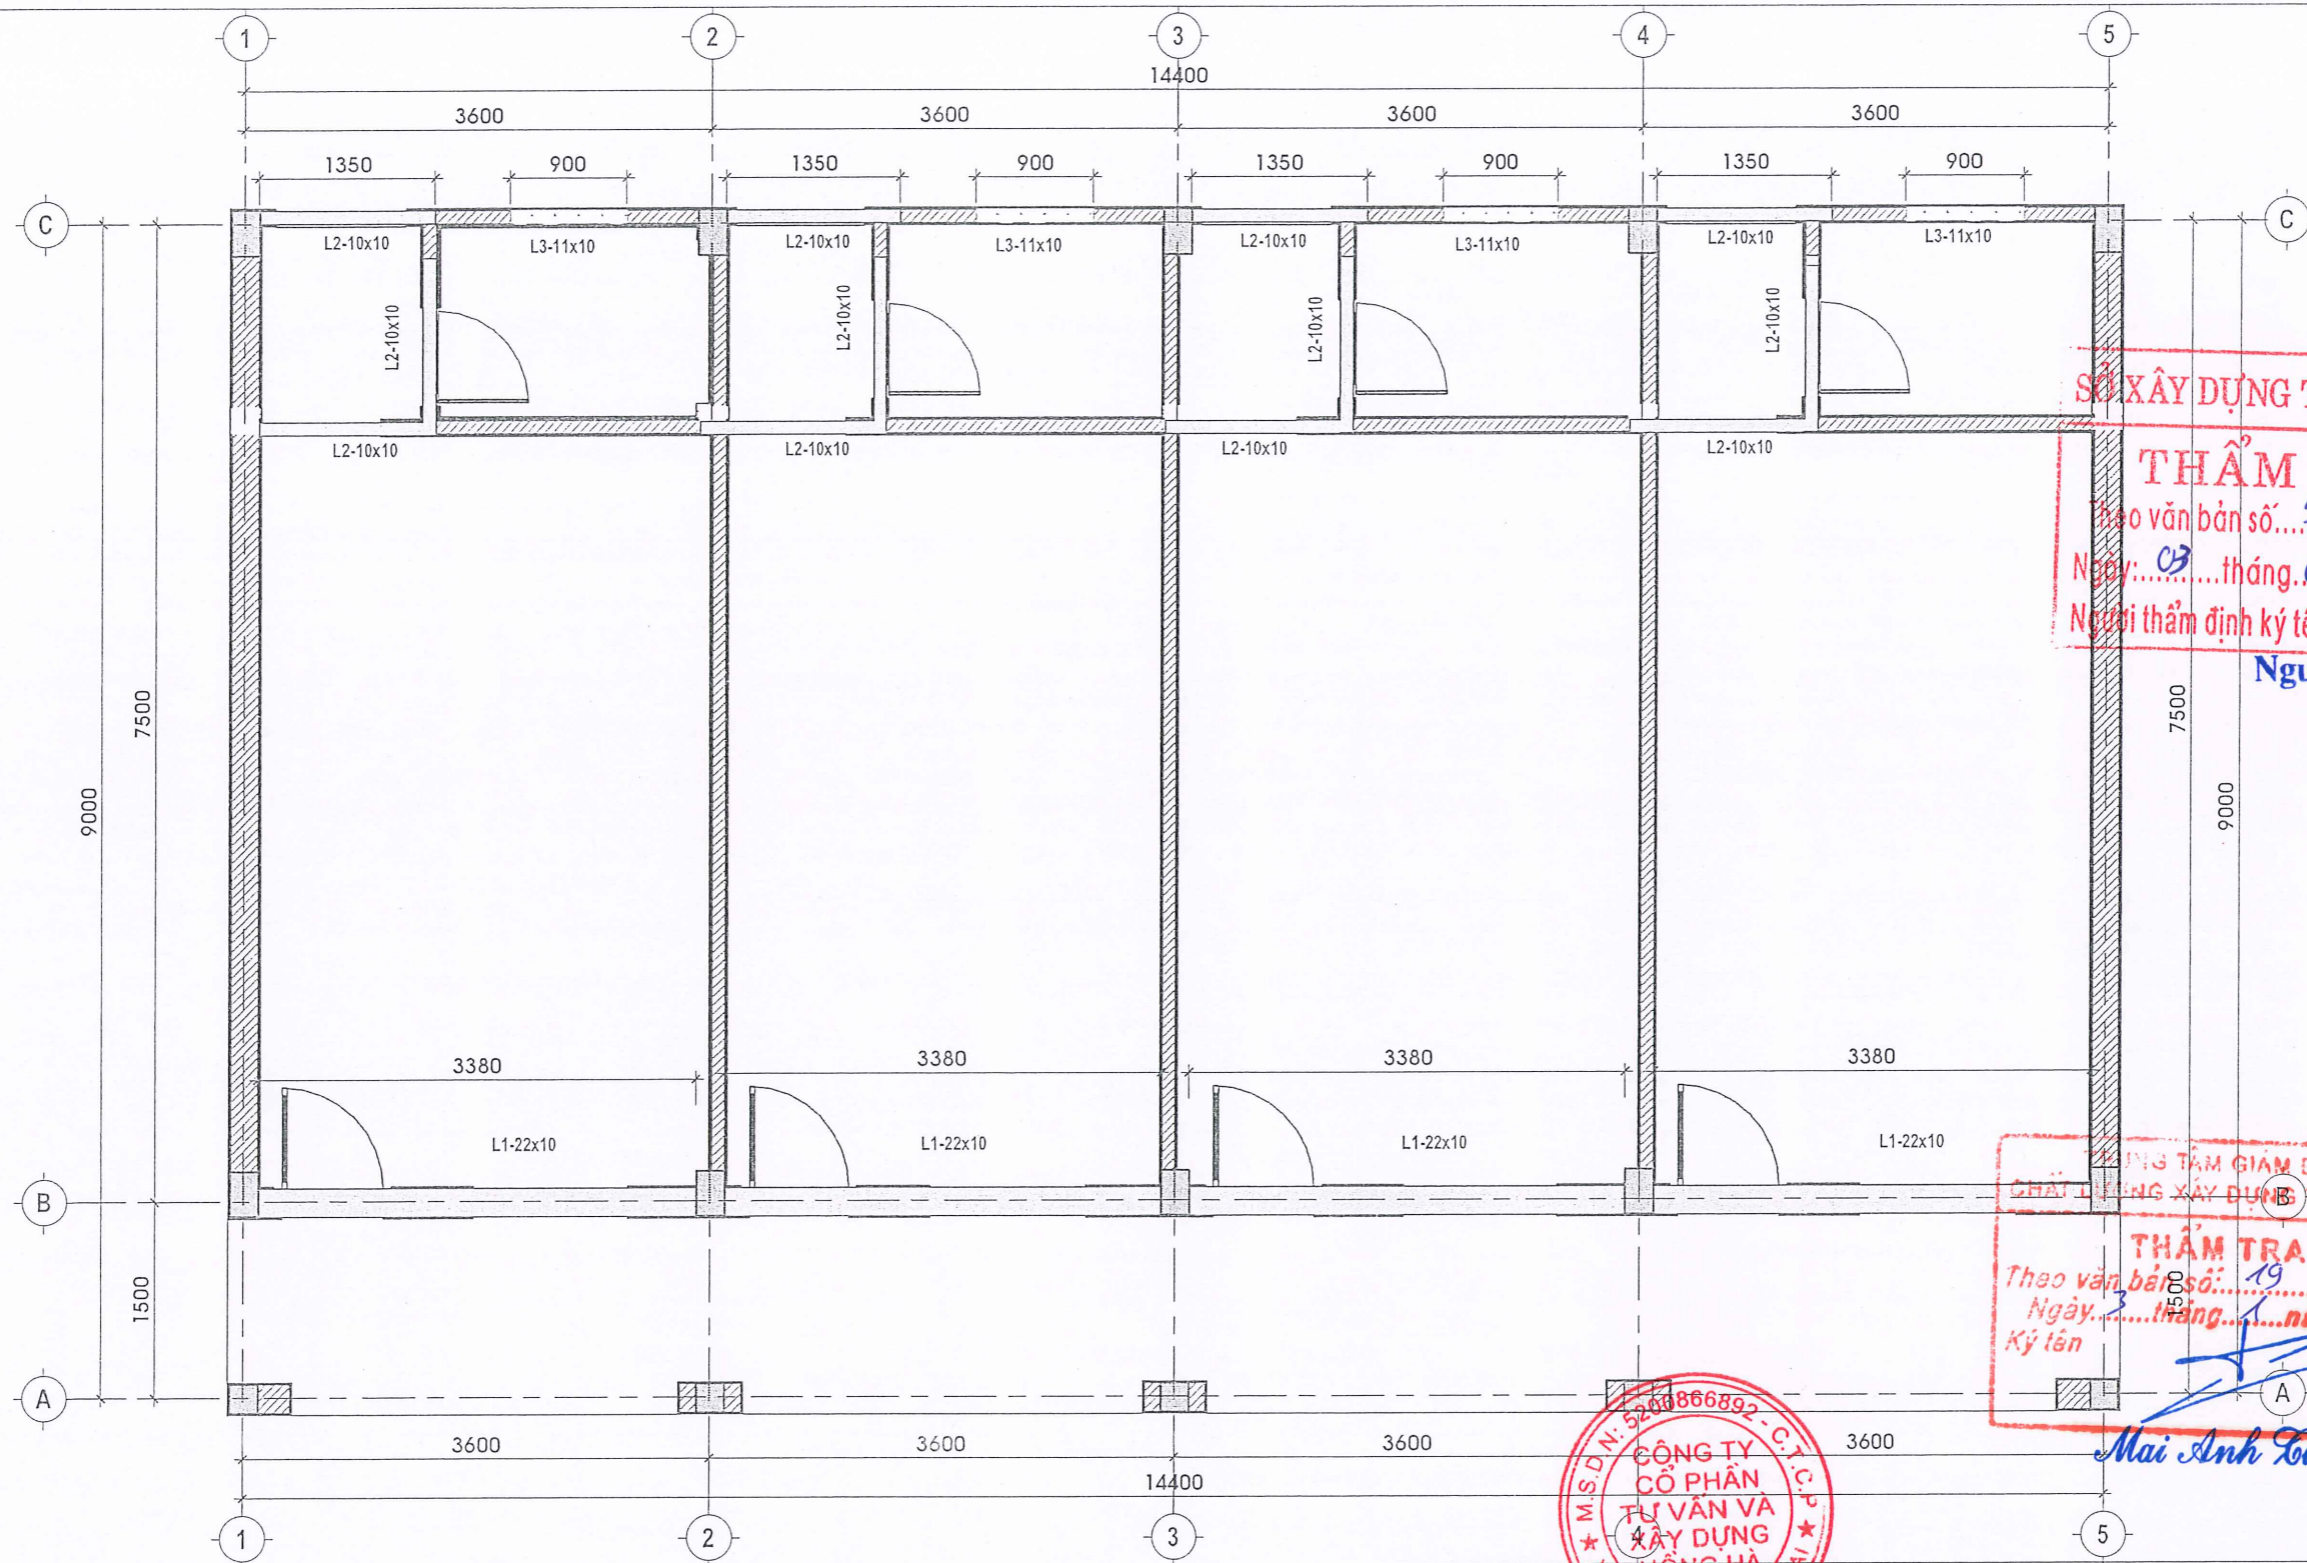 1 2 3 4 5
14400
3600 3600 3600 3600
1350 900 1350 900 1350 900 1350 900
C C
L2-10x10 L3-11x10 L2-10x10 L3-11x10 L2-10x10 L3-11x10 L2-10x10 L3-11x10
L2-10x10 L2-10x10 L2-10x10 L2-10x10
L2-10x10 L2-10x10 L2-10x10 L2-10x10
SỞ XÂY DỰNG
THẨM
Theo văn bản số...
Ngày:...03...tháng..
Người thẩm định ký
7500 7500
9000 9000
3380 3380 3380 3380
L1-22x10 L1-22x10 L1-22x10 L1-22x10
TRUNG TÂM GIÁM
CHẤT LƯỢNG XÂY DỰNG
B B
THẨM TRA
Theo văn bản số: 19
Ngày 3 tháng 1
Ký tên
1500 1500
A A
Mai Anh
3600 3600 3600 3600
14400
M.S.D.N: 5200866892 - C.T.C.P
CÔNG TY
CỔ PHẦN
TƯ VẤN VÀ
XÂY DỰNG
HỒNG HÀ
1 2 3 4 5